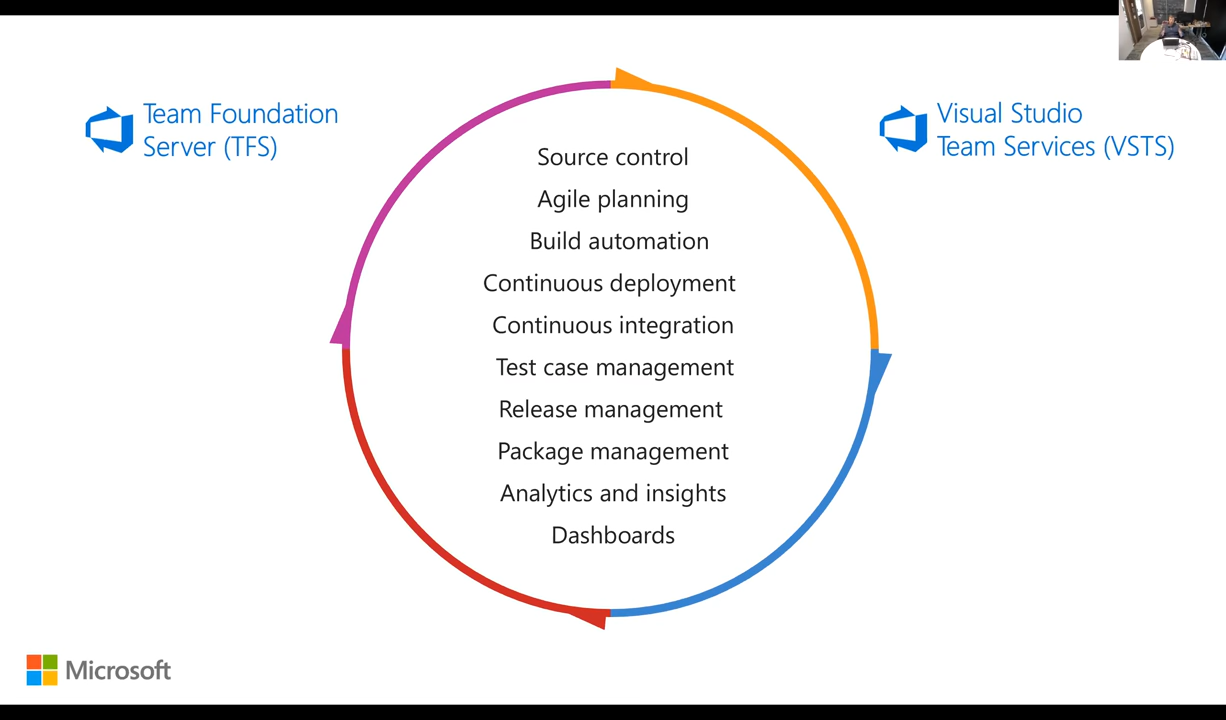 Team Foundation
Server (TFS)
Visual Studio
Team Services (VSTS)
Source control
Agile planning
Build automation
Continuous deployment
Continuous integration
Test case management
Release management
Package management
Analytics and insights
Dashboards
Microsoft